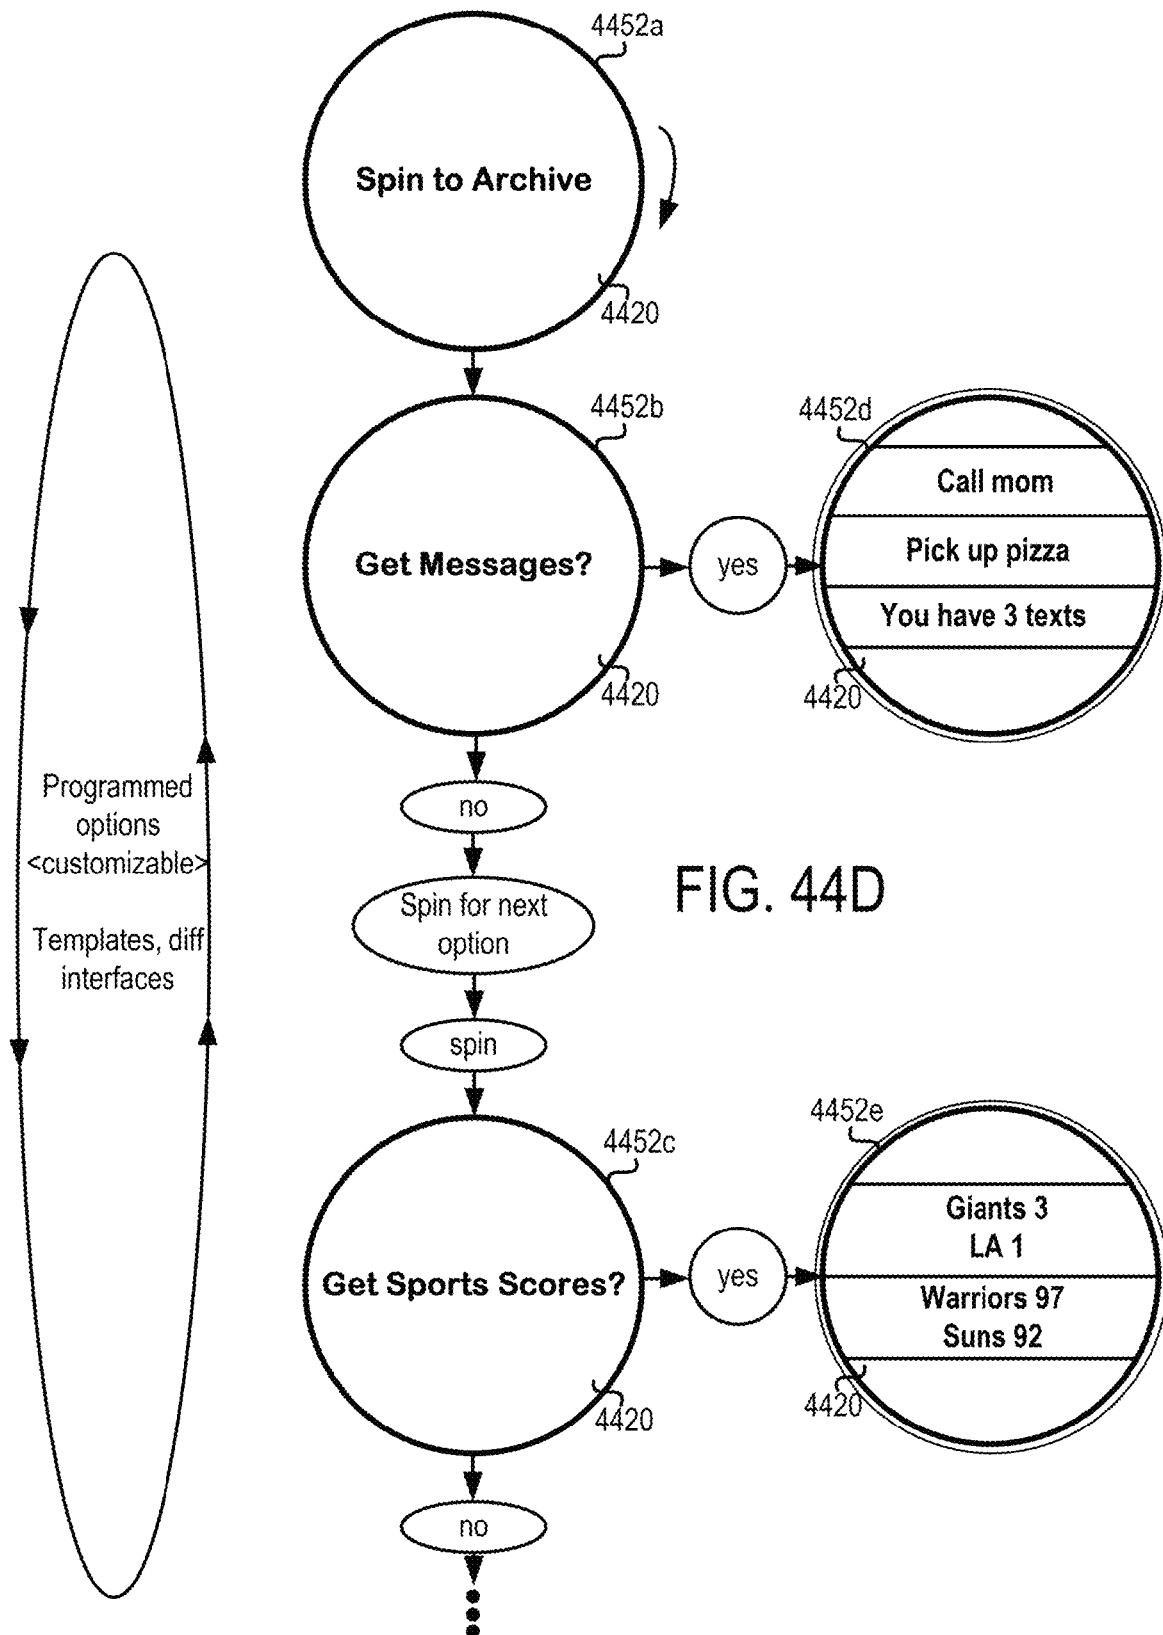 4452a
Spin to Archive
4420
4452b
Get Messages?
4420
yes
4452d
Call mom
Pick up pizza
You have 3 texts
4420
no
Programmed
options
<customizable>
Templates, diff
interfaces
Spin for next
option
FIG. 44D
spin
4452c
Get Sports Scores?
4420
yes
4452e
Giants 3
LA 1
Warriors 97
Suns 92
4420
no